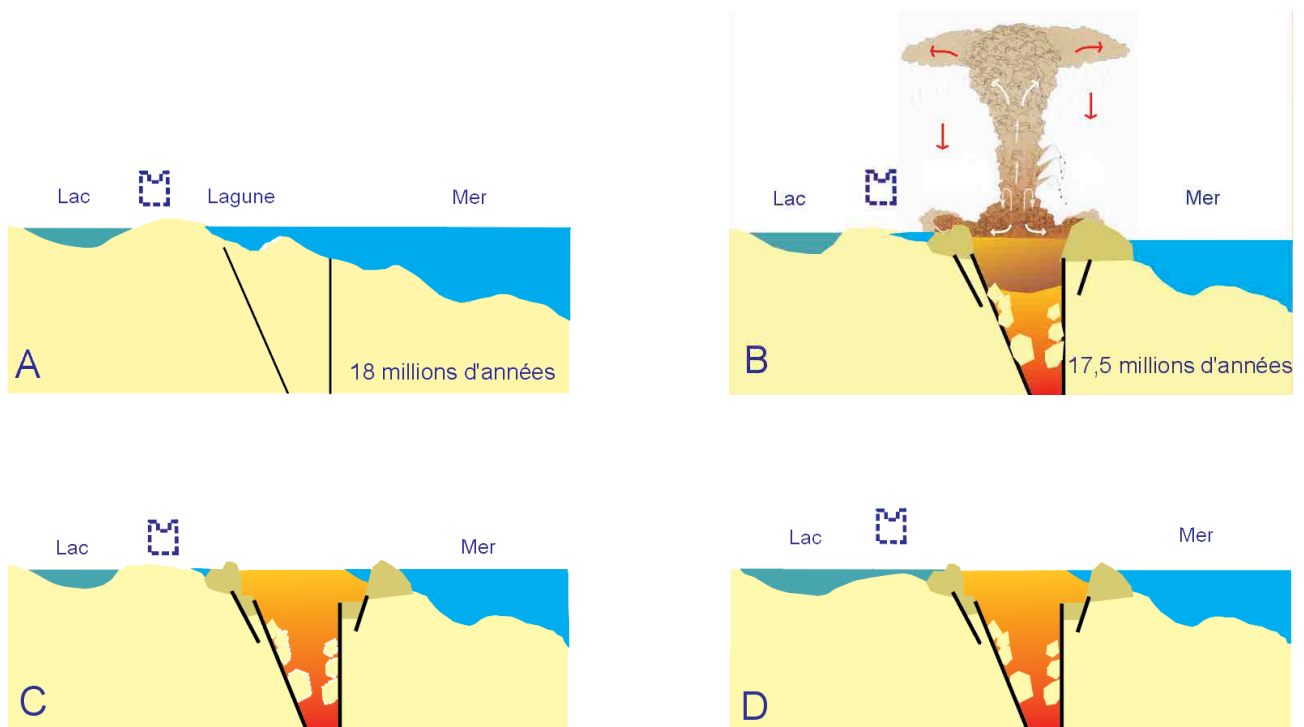 Lac
Lagune
Mer
A
18 millions d'années
Lac
Mer
B
17,5 millions d'années
Lac
Mer
C
Lac
Mer
D